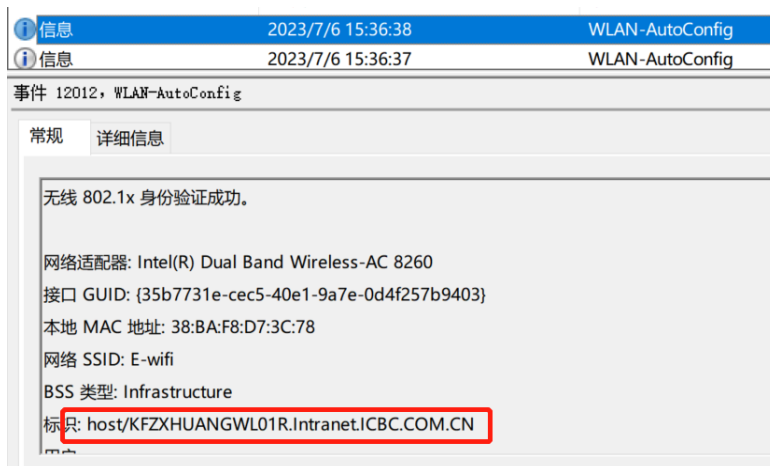 信息 2023/7/6 15:36:38 WLAN-AutoConfig
信息 2023/7/6 15:36:37 WLAN-AutoConfig
事件 12012，WLAN-AutoConfig
常规 详细信息
无线 802.1x 身份验证成功。
网络适配器: Intel(R) Dual Band Wireless-AC 8260
接口 GUID: {35b7731e-cec5-40e1-9a7e-0d4f257b9403}
本地 MAC 地址: 38:BA:F8:D7:3C:78
网络 SSID: E-wifi
BSS 类型: Infrastructure
标识: host/KFZXHUANGWL01R.Intranet.ICBC.COM.CN